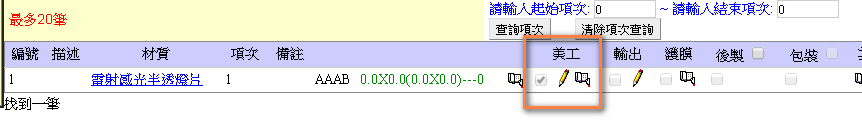 請輸入起始項次: 0 ~ 請輸入結束項次: 0
最多20筆
查詢項次 清除項次查詢
編號 描述 材質 項次 備註 美工 輸出 護膜 後製 包裝
1 雷射感光半透燈片 1 AAAB 0.0X0.0(0.0X0.0)---0
找到一筆